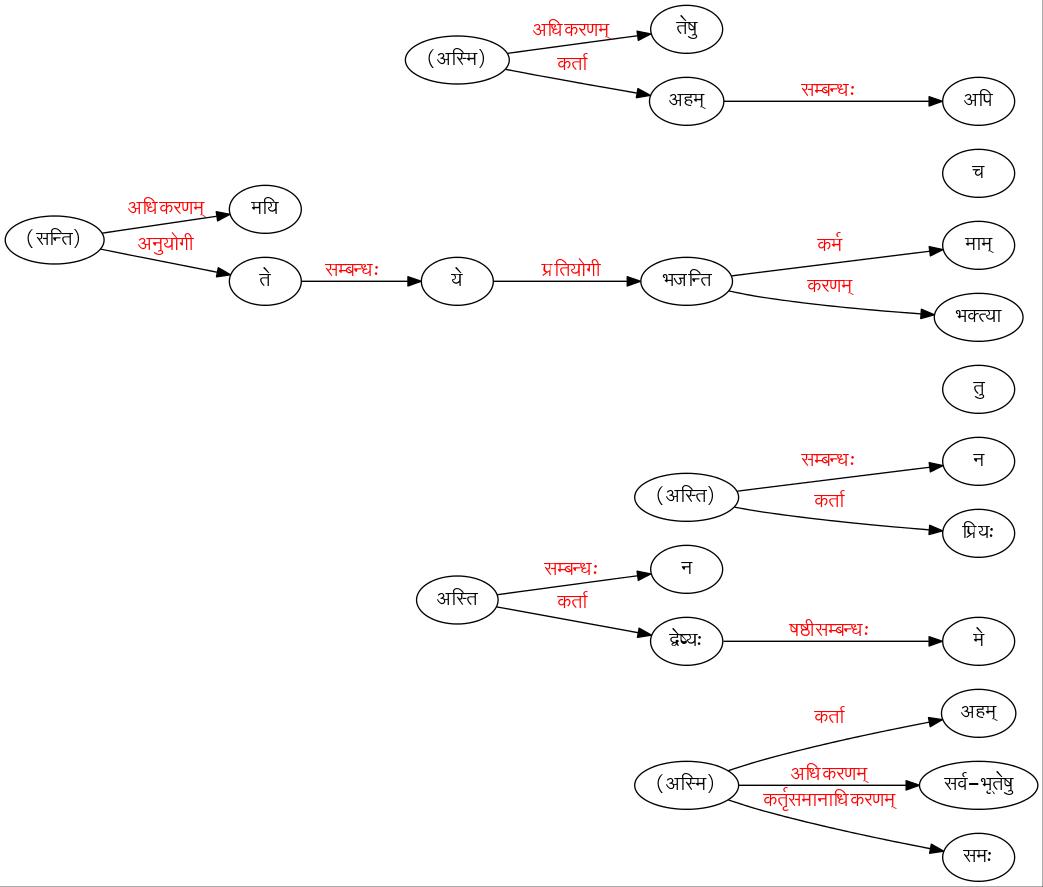 अधिकरणम् तेषु
(अस्मि)
कर्ता
अहम् सम्बन्धः अपि
च
अधिकरणम् मयि
(सन्ति) अनुयोगी
ते सम्बन्धः ये प्रतियोगी भजन्ति
कर्म माम्
करणम्
भक्त्या
तु
सम्बन्धः न
(अस्ति)
कर्ता
प्रियः
सम्बन्धः न
अस्ति कर्ता
द्वेष्यः षष्ठीसम्बन्धः मे
कर्ता अहम्
(अस्मि) अधिकरणम् सर्व-भूतेषु
कर्तृसमानाधिकरणम्
समः